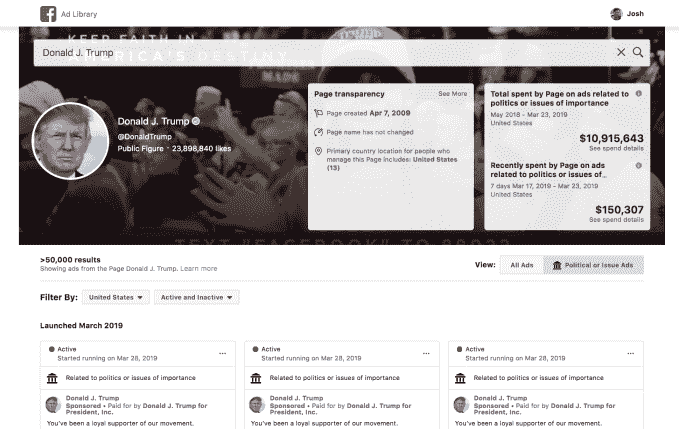 Ad Library
Josh
KEEP FAITH IN
AMERICA'S DESTINY
Donald J. Trump
Donald J. Trump
@DonaldTrump
Public Figure · 23,898,840 likes
Page transparency
See More
Page created Apr 7, 2009
Page name has not changed
Primary country location for people who
manage this Page includes: United States
(13)
Total spent by Page on ads related to
politics or issues of importance
May 2018 - Mar 23, 2019
United States
$10,915,643
See spend details
Recently spent by Page on ads
related to politics or issues of...
7 days Mar 17, 2019 - Mar 23, 2019
United States
$150,307
See spend details
TEXT "FACEBOOK" TO 88022
>50,000 results
Showing ads from the Page Donald J. Trump. Learn more
View:
All Ads
Political or Issue Ads
Filter By:
United States
Active and Inactive
Launched March 2019
Active
Started running on Mar 28, 2019
Related to politics or issues of importance
Donald J. Trump
Sponsored • Paid for by Donald J. Trump for
President, Inc.
You've been a loyal supporter of our movement.
Active
Started running on Mar 28, 2019
Related to politics or issues of importance
Donald J. Trump
Sponsored • Paid for by Donald J. Trump for
President, Inc.
You've been a loyal supporter of our movement.
Active
Started running on Mar 28, 2019
Related to politics or issues of importance
Donald J. Trump
Sponsored • Paid for by Donald J. Trump for
President, Inc.
You've been a loyal supporter of our movement.